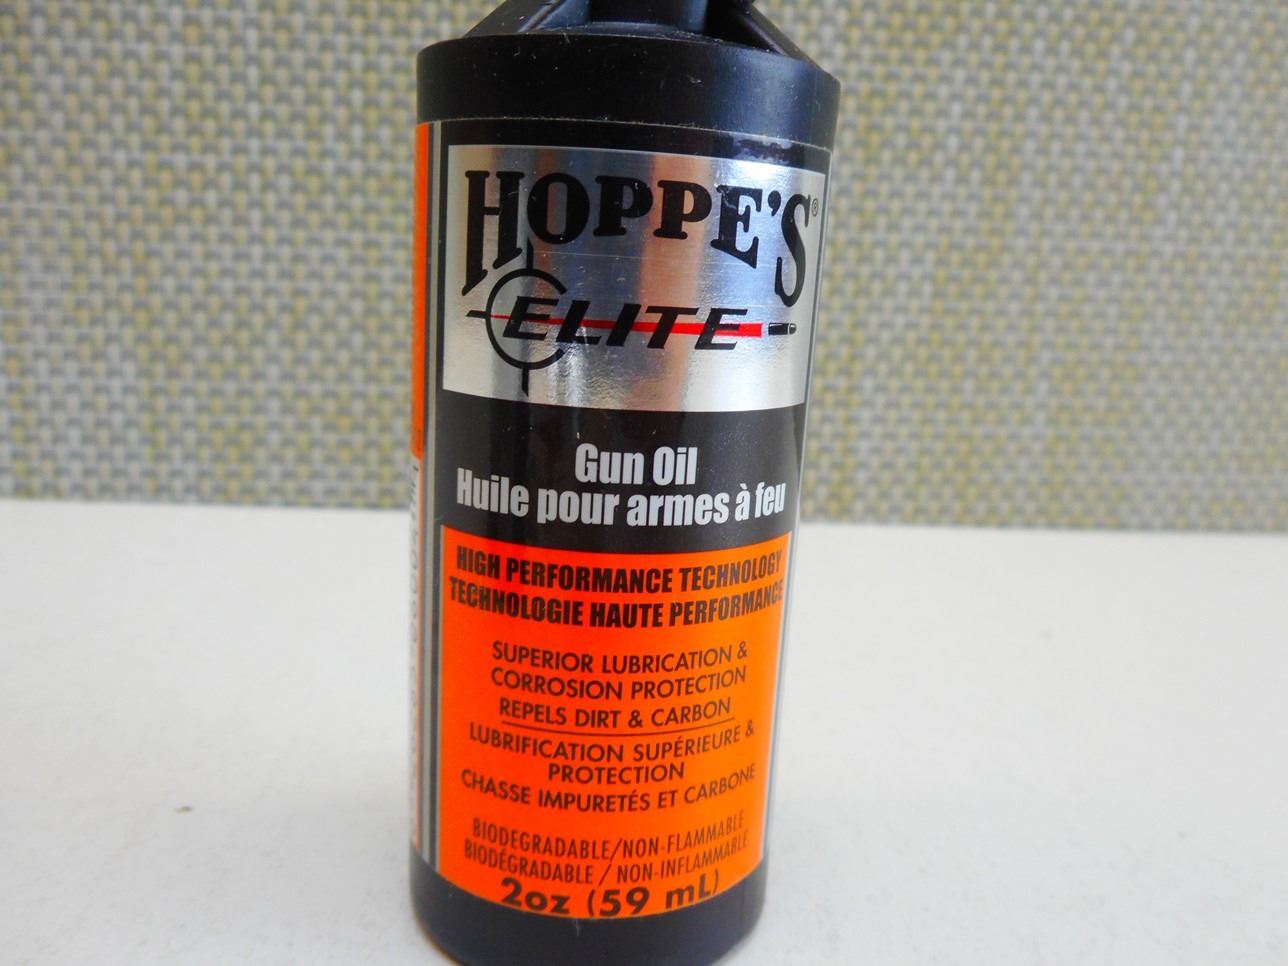 HOPPE'S®
ELITE
Gun Oil
Huile pour armes à feu
HIGH PERFORMANCE TECHNOLOGY
TECHNOLOGIE HAUTE PERFORMANCE
SUPERIOR LUBRICATION &
CORROSION PROTECTION
REPELS DIRT & CARBON
LUBRIFICATION SUPÉRIEURE &
PROTECTION
CHASSE IMPURETÉS ET CARBONE
BIODEGRADABLE/NON-FLAMMABLE
BIODÉGRADABLE / NON-INFLAMMABLE
2oz (59 mL)